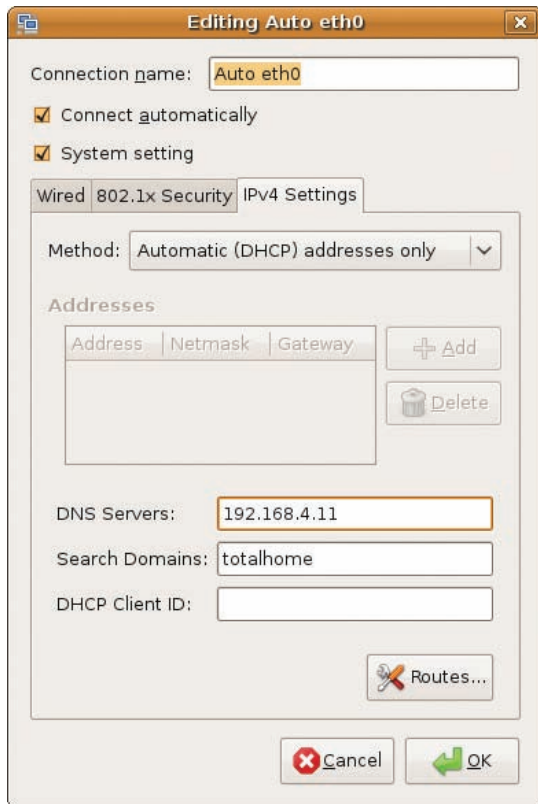 Editing Auto eth0
Connection name: Auto eth0
Connect automatically
System setting
Wired 802.1x Security IPv4 Settings
Method: Automatic (DHCP) addresses only
Addresses
Address Netmask Gateway
Add
Delete
DNS Servers: 192.168.4.11
Search Domains: totalhome
DHCP Client ID:
Routes...
Cancel OK